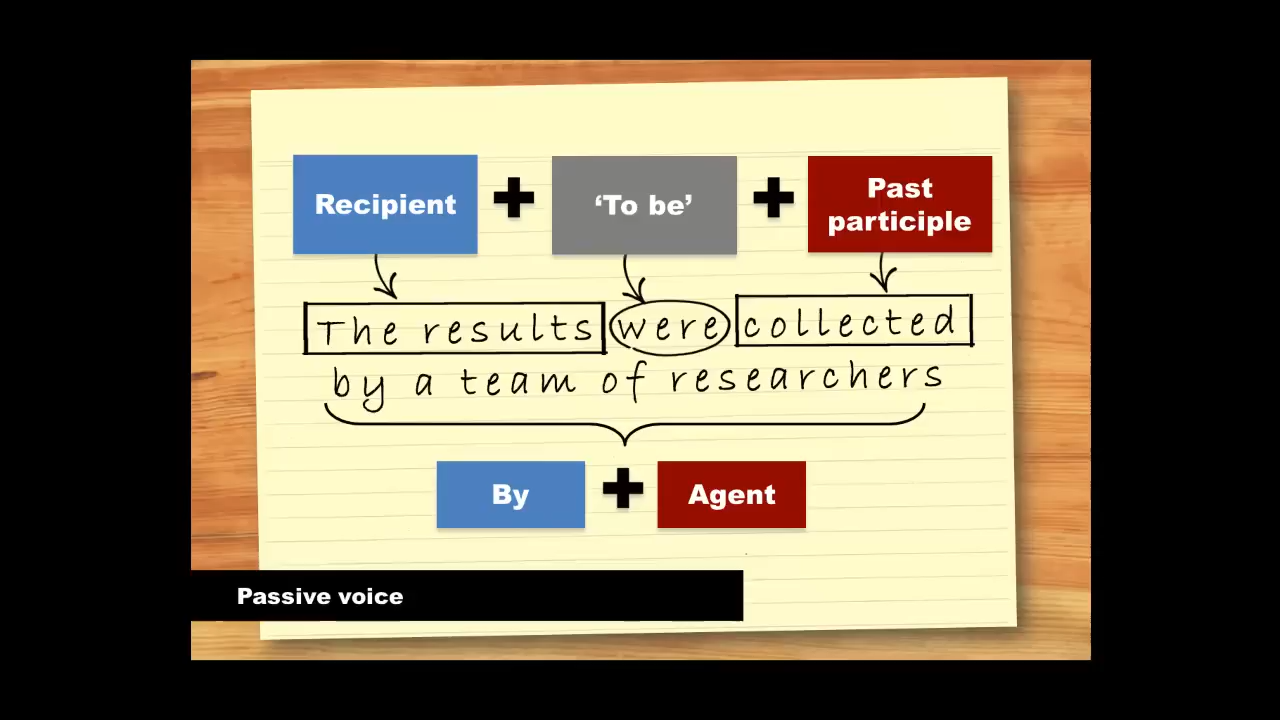 Recipient + ‘To be’ + Past participle
The results were collected
by a team of researchers
By + Agent
Passive voice